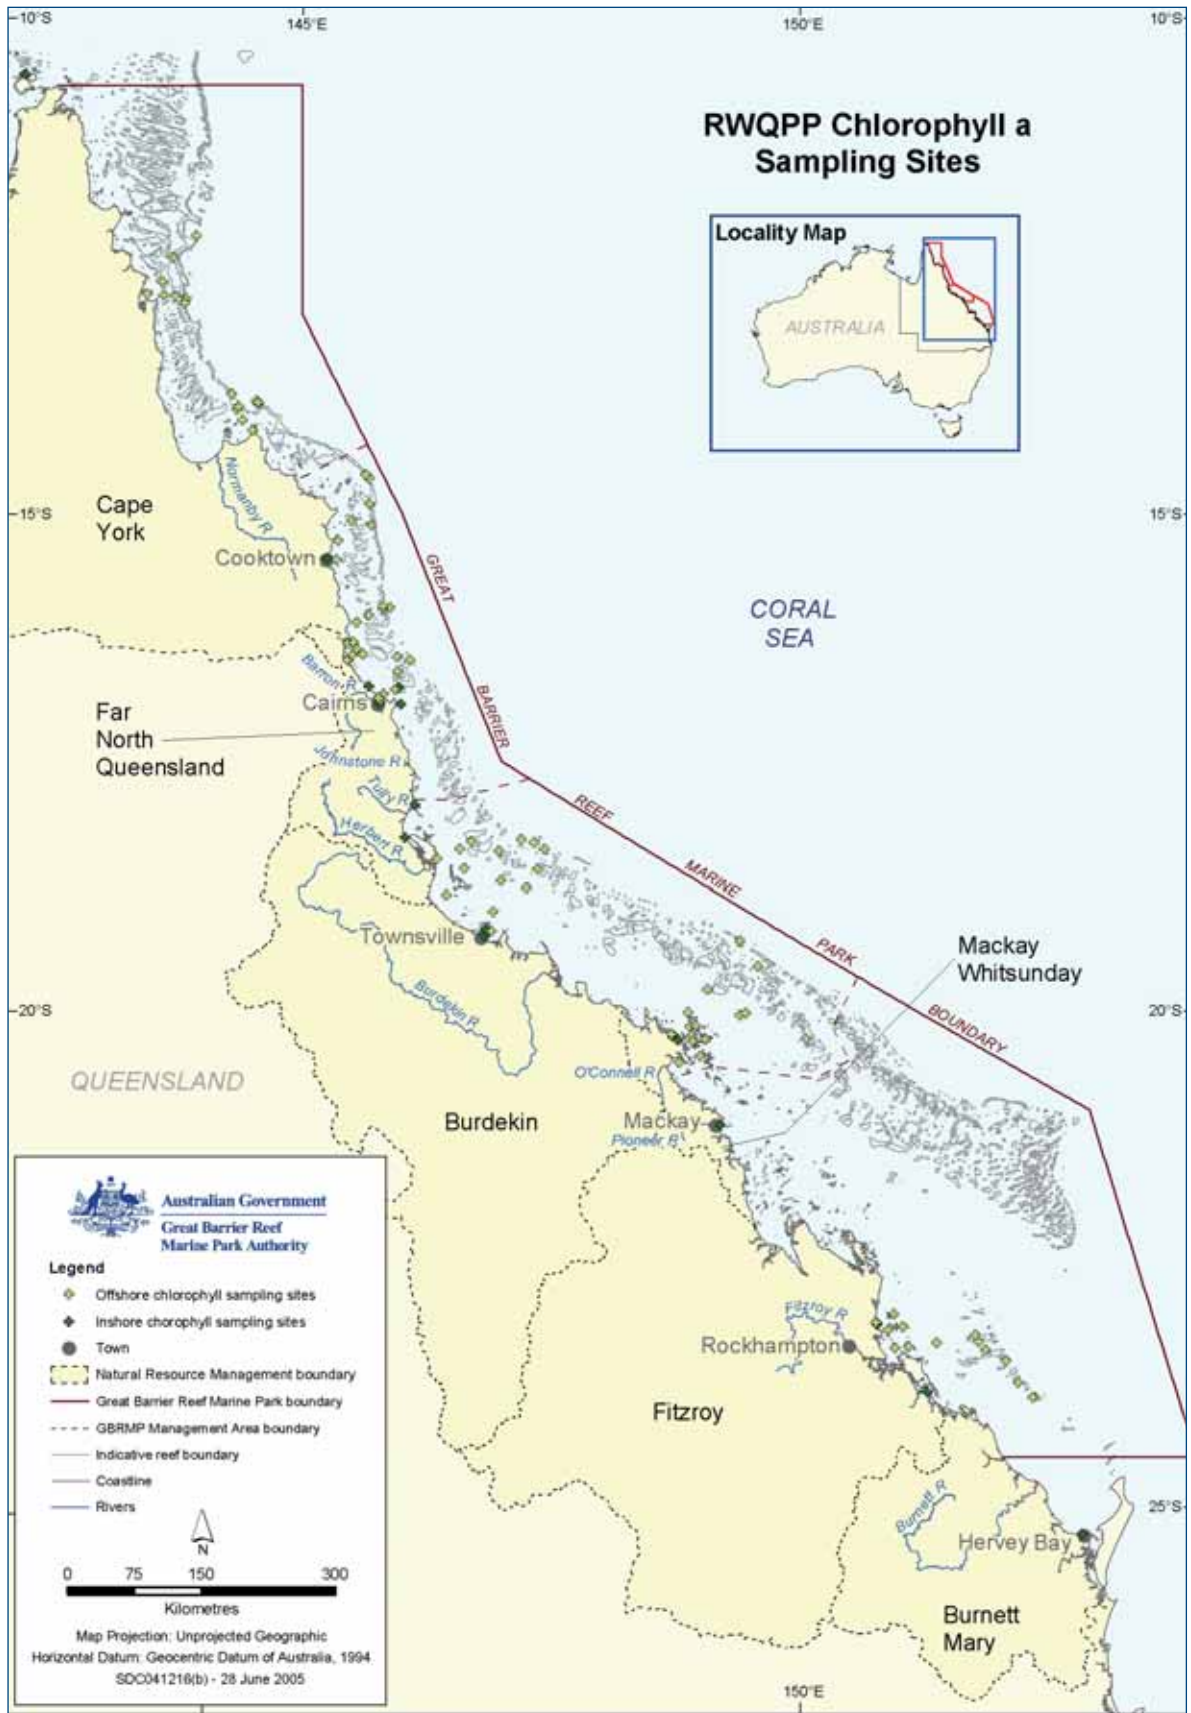 10°S
145°E
150°E
10°S
RWQPP Chlorophyll a
Sampling Sites
Locality Map
AUSTRALIA
Cape
York
Normanby R
15°S
15°S
Cooktown
GREAT
BARRIER
REEF
MARINE
PARK
BOUNDARY
CORAL
SEA
Barron R
Cairns
Far
North
Queensland
Johnstone R
Tully R
Herbert R
Townsville
Burdekin R
Mackay
Whitsunday
20°S
20°S
QUEENSLAND
O'Connell R
Burdekin
Mackay
Pioneer R
Fitzroy R
Rockhampton
Fitzroy
Burnett R
25°S
Hervey Bay
Burnett
Mary
150°E
Australian Government
Great Barrier Reef
Marine Park Authority
Legend
Offshore chlorophyll sampling sites
Inshore chorophyll sampling sites
Town
Natural Resource Management boundary
Great Barrier Reef Marine Park boundary
GBRMP Management Area boundary
Indicative reef boundary
Coastline
Rivers
N
0 75 150 300
Kilometres
Map Projection: Unprojected Geographic
Horizontal Datum: Geocentric Datum of Australia, 1994
SDC041216(b) - 28 June 2005